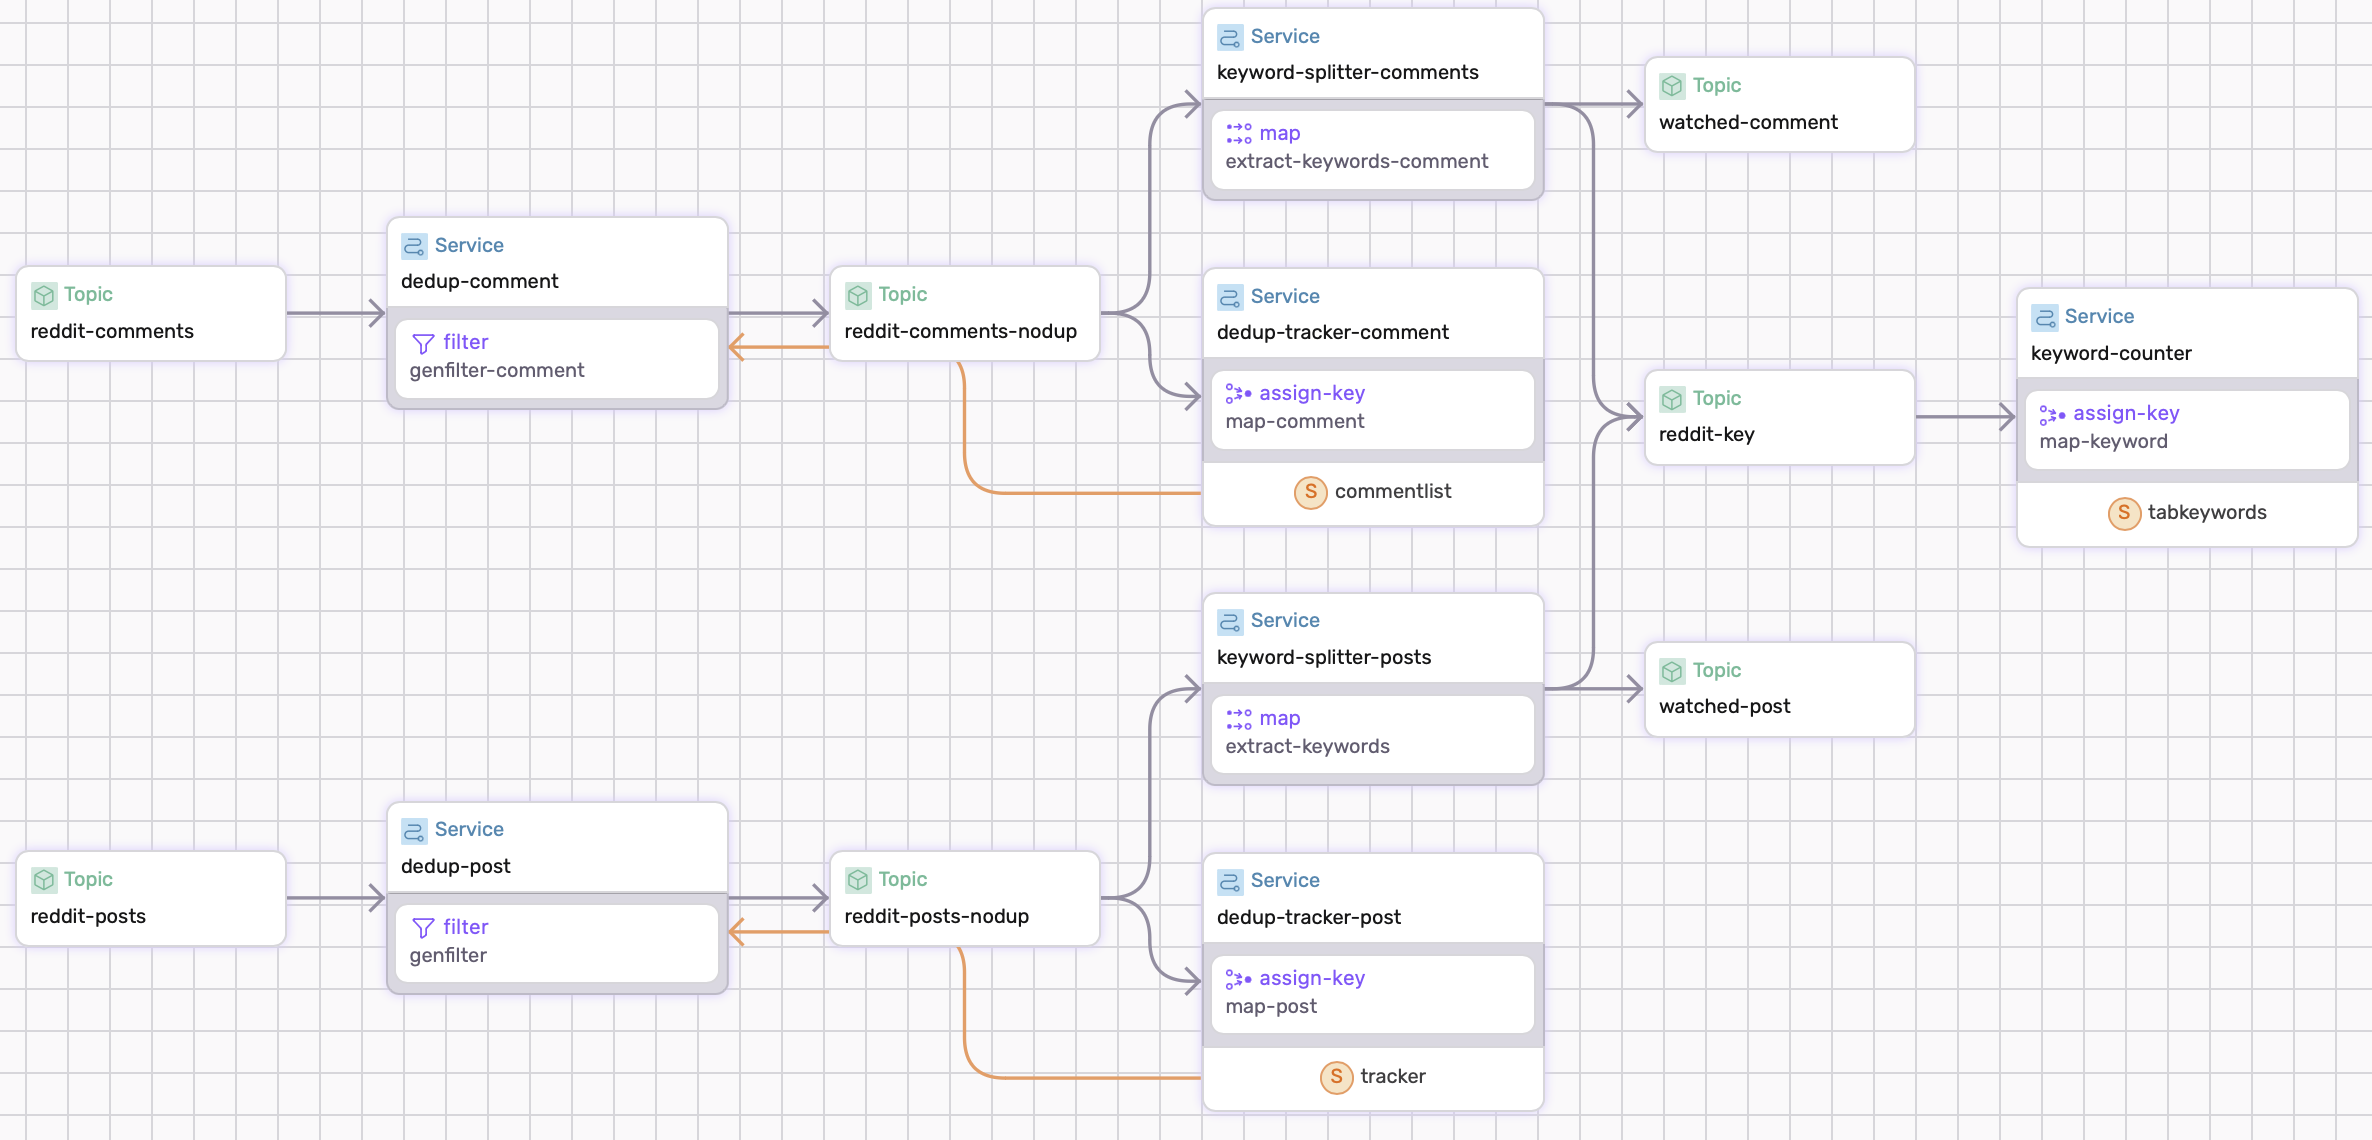 Service
keyword-splitter-comments
map
extract-keywords-comment
Topic
watched-comment
Topic
reddit-comments
Service
dedup-comment
filter
genfilter-comment
Topic
reddit-comments-nodup
Service
dedup-tracker-comment
assign-key
map-comment
S commentlist
Topic
reddit-key
Service
keyword-counter
assign-key
map-keyword
S tabkeywords
Service
keyword-splitter-posts
map
extract-keywords
Topic
watched-post
Topic
reddit-posts
Service
dedup-post
filter
genfilter
Topic
reddit-posts-nodup
Service
dedup-tracker-post
assign-key
map-post
S tracker